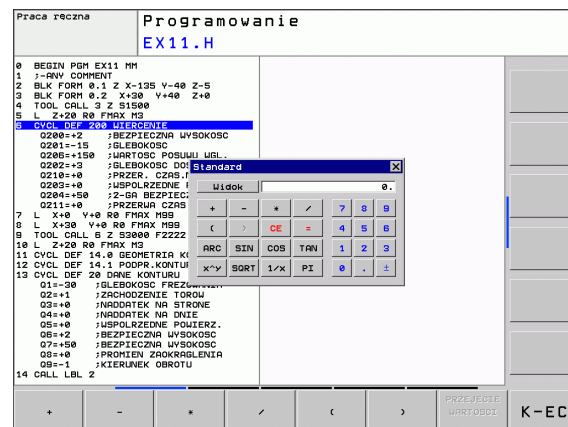 Praca ręczna
Programowanie
EX11.H
0 BEGIN PGM EX11 MM
1 ;-ANY COMMENT
2 BLK FORM 0.1 Z X-135 Y-40 Z-5
3 BLK FORM 0.2 X+30 Y+40 Z+0
4 TOOL CALL 3 Z S1500
5 L Z+20 R0 FMAX M3
6 CYCL DEF 200 WIERCENIE
Q200=+2 ;BEZPIECZNA WYSOKOSC
Q201=-15 ;GLEBOKOSC
Q206=+150 ;WARTOSC POSUWU WGL.
Q202=+3 ;GLEBOKOSC DOS
Q210=+0 ;PRZER. CZAS.
Q203=+0 ;WSPOLRZEDNE
Q204=+50 ;2-GA BEZPIEC
Q211=+0 ;PRZERWA CZAS
7 L X+0 Y+0 R0 FMAX M99
8 L X+30 Y+0 R0 FMAX M99
9 TOOL CALL 6 Z S3000 F2222
10 L Z+20 R0 FMAX M3
11 CYCL DEF 14.0 GEOMETRIA
12 CYCL DEF 14.1 PODPR.KONTUR
13 CYCL DEF 20 DANE KONTURU
Q1=-30 ;GLEBOKOSC FREZOWANIA
Q2=+1 ;ZACHODZENIE TOROW
Q3=+0 ;NADDATEK NA STRONE
Q4=+0 ;NADDATEK NA DNIE
Q5=+0 ;WSPOLRZEDNE POWIERZ.
Q6=+2 ;BEZPIECZNA WYSOKOSC
Q7=+50 ;BEZPIECZNA WYSOKOSC
Q8=+0 ;PROMIEN ZAOKRAGLENIA
Q9=-1 ;KIERUNEK OBROTU
14 CALL LBL 2
Standard X
Widok 0.
+ - * / 7 8 9
( ) CE = 4 5 6
ARC SIN COS TAN 1 2 3
x^y SQRT 1/x PI 0 . ±
+ - * / ( ) PRZEJECIE
WARTOSCI
K-EC